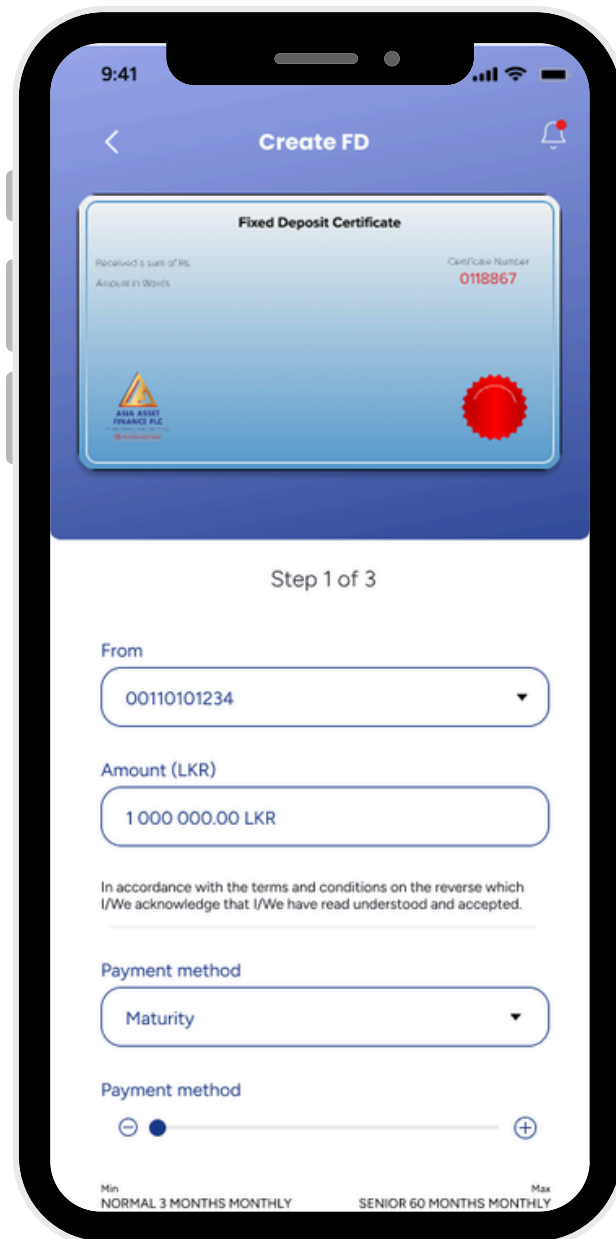 9:41
Create FD
Fixed Deposit Certificate
Received a sum of Rs.
Certificate Number
Amount in Words
0118867
ASIA ASSET
FINANCE PLC
Step 1 of 3
From
00110101234
Amount (LKR)
1 000 000.00 LKR
In accordance with the terms and conditions on the reverse which
I/We acknowledge that I/We have read understood and accepted.
Payment method
Maturity
Payment method
Min
Max
NORMAL 3 MONTHS MONTHLY
SENIOR 60 MONTHS MONTHLY